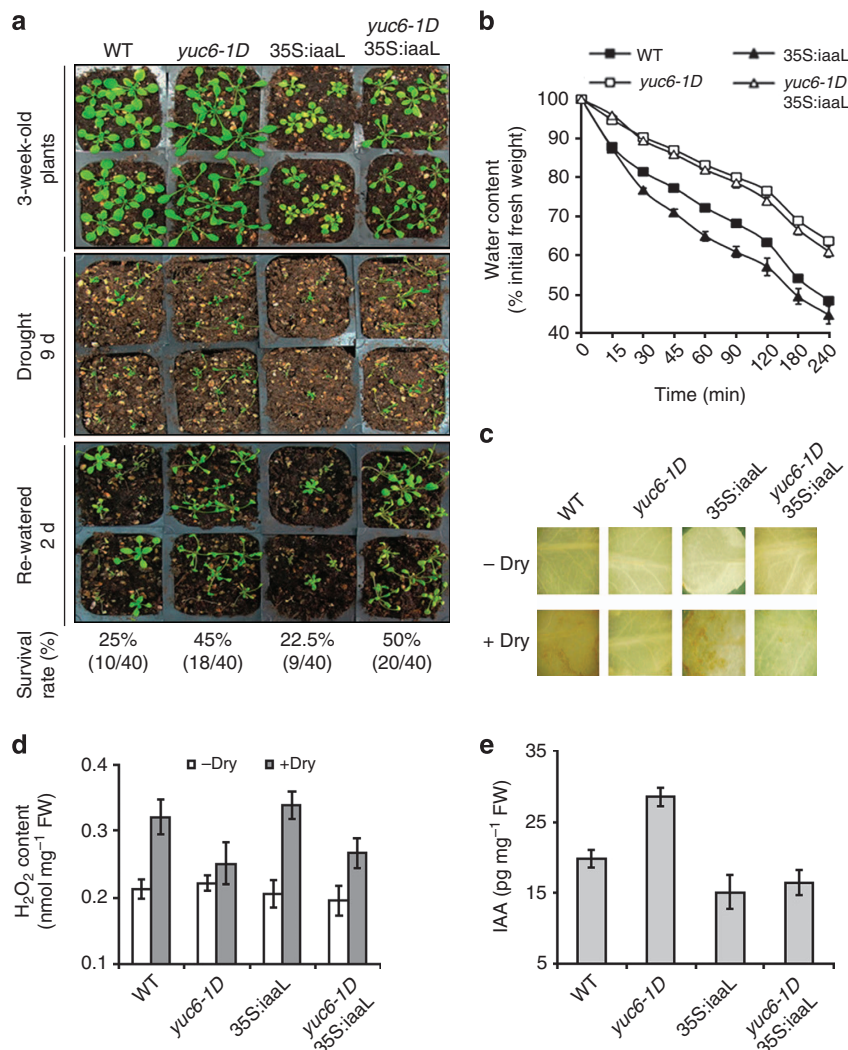 a
WT
yuc6-1D
35S:iaaL
yuc6-1D
35S:iaaL
3-week-old
plants
Drought
9 d
Re-watered
2 d
Survival
rate (%)
25%
(10/40)
45%
(18/40)
22.5%
(9/40)
50%
(20/40)
b
WT
yuc6-1D
35S:iaaL
yuc6-1D
35S:iaaL
Water content
(% initial fresh weight)
100
90
80
70
60
50
40
0 15 30 45 60 90 120 180 240
Time (min)
c
WT
yuc6-1D
35S:iaaL
yuc6-1D
35S:iaaL
– Dry
+ Dry
d
–Dry +Dry
H₂O₂ content
(nmol mg⁻¹ FW)
0.4
0.3
0.2
0.1
WT
yuc6-1D
35S:iaaL
yuc6-1D
35S:iaaL
e
IAA (pg mg⁻¹ FW)
35
25
15
5
WT
yuc6-1D
35S:iaaL
yuc6-1D
35S:iaaL